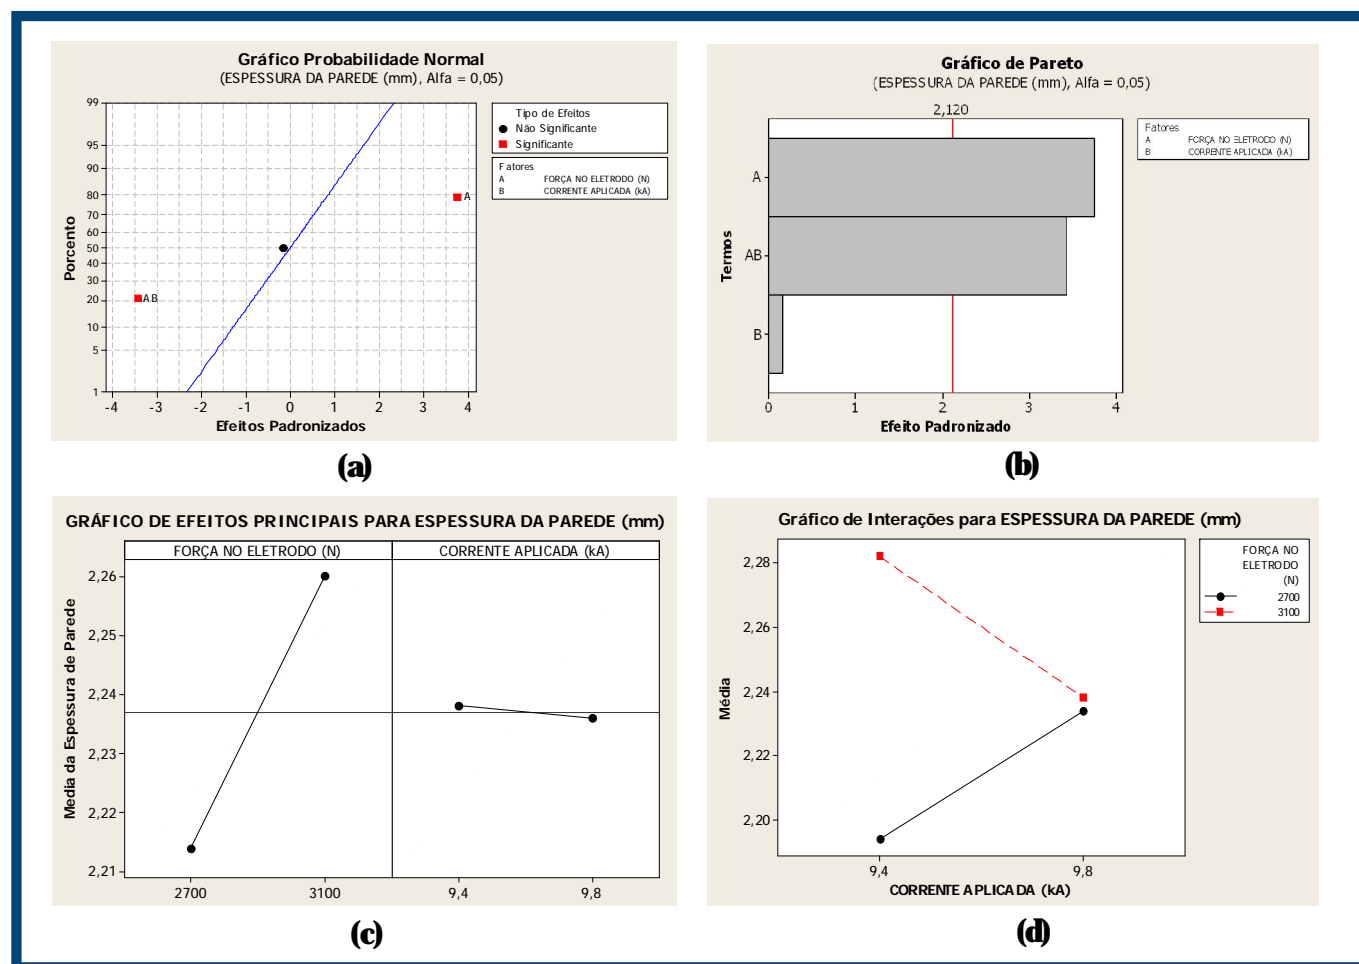 Gráfico Probabilidade Normal
(ESPESSURA DA PAREDE (mm), Alfa = 0,05)
99
95
90
80
70
60
50
40
30
20
10
5
1
Porcento
A
AB
-4 -3 -2 -1 0 1 2 3 4
Efeitos Padronizados
Tipo de Efeitos
Não Significante
Significante
Fatores
A FORÇA NO ELETRODO (N)
B CORRENTE APLICADA (kA)
(a)
Gráfico de Pareto
(ESPESSURA DA PAREDE (mm), Alfa = 0,05)
2,120
Termos
A
AB
B
0 1 2 3 4
Efeito Padronizado
Fatores
A FORÇA NO ELETRODO (N)
B CORRENTE APLICADA (kA)
(b)
GRÁFICO DE EFEITOS PRINCIPAIS PARA ESPESSURA DA PAREDE (mm)
FORÇA NO ELETRODO (N) CORRENTE APLICADA (kA)
Media da Espessura de Parede
2,26
2,25
2,24
2,23
2,22
2,21
2700 3100 9,4 9,8
(c)
Gráfico de Interações para ESPESSURA DA PAREDE (mm)
Média
2,28
2,26
2,24
2,22
2,20
9,4 9,8
CORRENTE APLICADA (kA)
FORÇA NO
ELETRODO
(N)
2700
3100
(d)